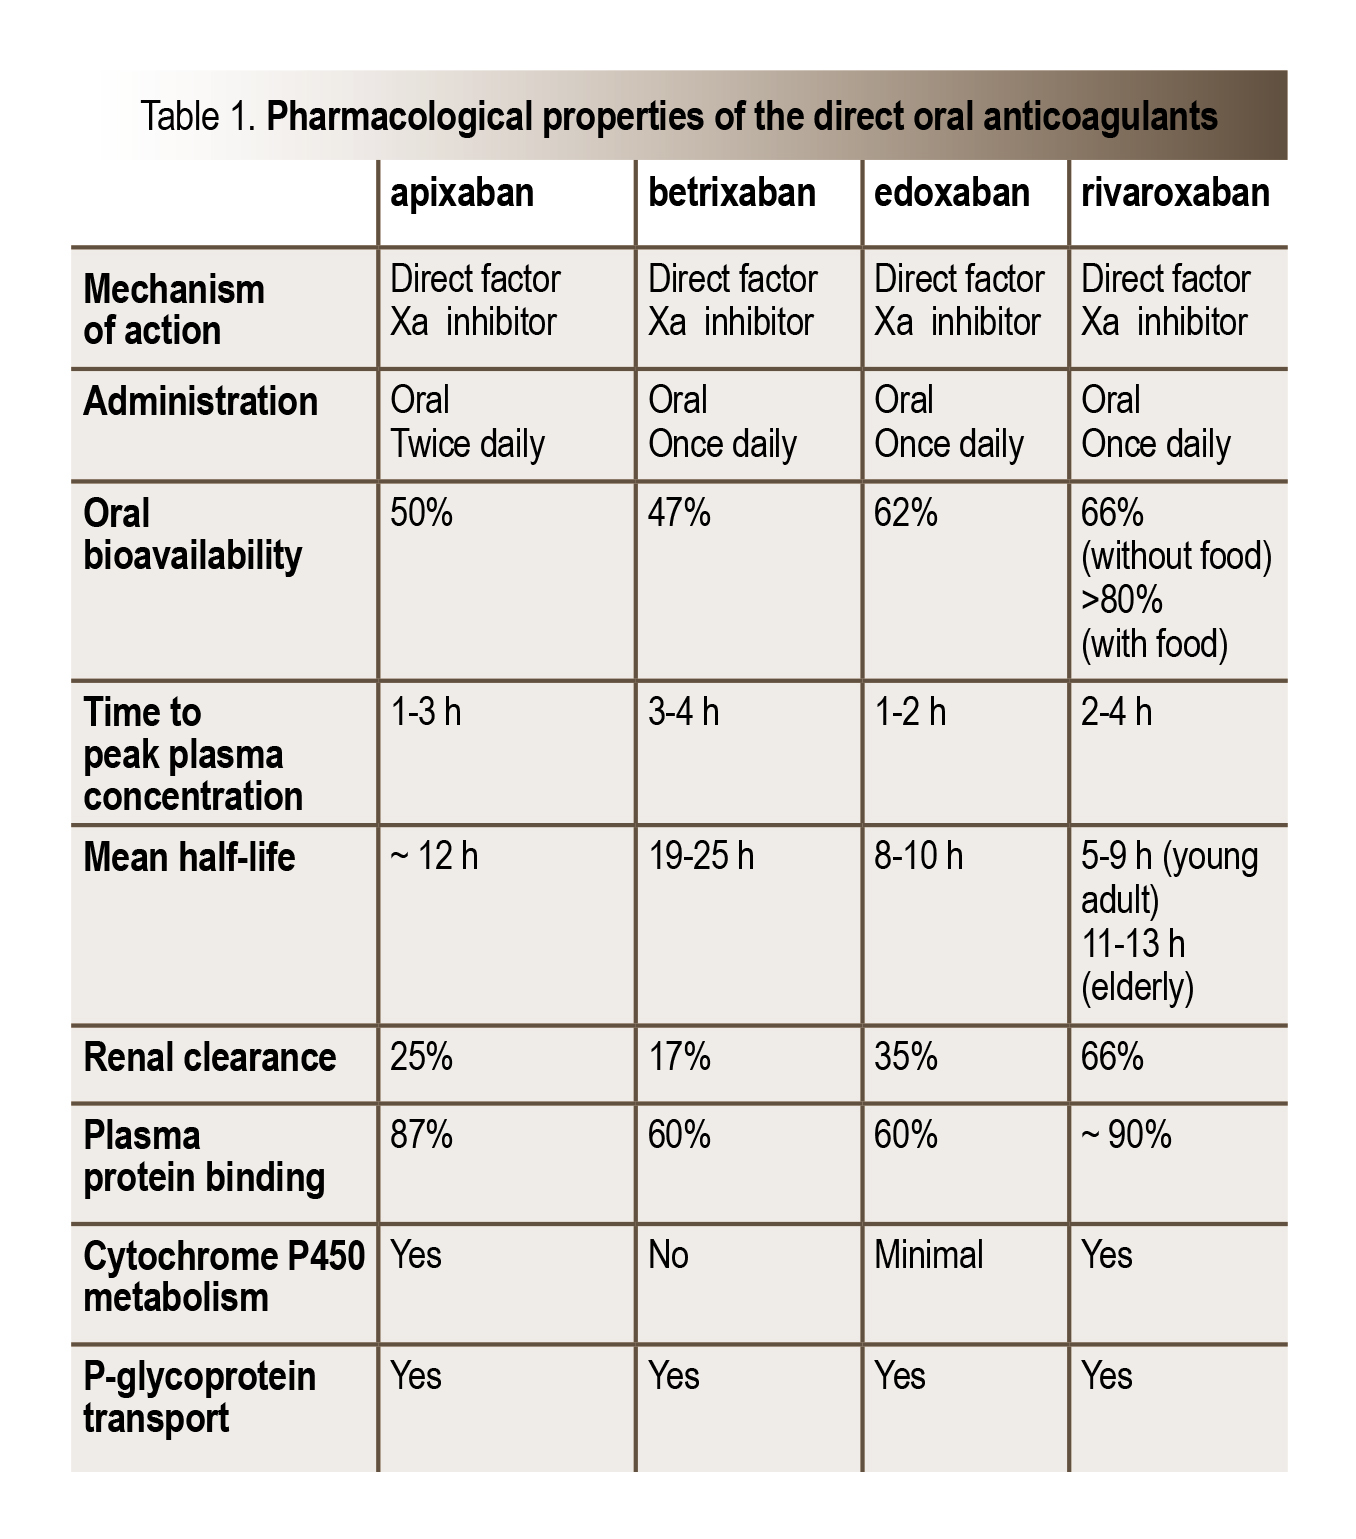 Table 1. Pharmacological properties of the direct oral anticoagulants
apixaban
betrixaban
edoxaban
rivaroxaban
Mechanism
of action
Direct factor
Xa inhibitor
Direct factor
Xa inhibitor
Direct factor
Xa inhibitor
Direct factor
Xa inhibitor
Administration
Oral
Twice daily
Oral
Once daily
Oral
Once daily
Oral
Once daily
Oral
bioavailability
50%
47%
62%
66%
(without food)
>80%
(with food)
Time to
peak plasma
concentration
1-3 h
3-4 h
1-2 h
2-4 h
Mean half-life
~ 12 h
19-25 h
8-10 h
5-9 h (young
adult)
11-13 h
(elderly)
Renal clearance
25%
17%
35%
66%
Plasma
protein binding
87%
60%
60%
~ 90%
Cytochrome P450
metabolism
Yes
No
Minimal
Yes
P-glycoprotein
transport
Yes
Yes
Yes
Yes